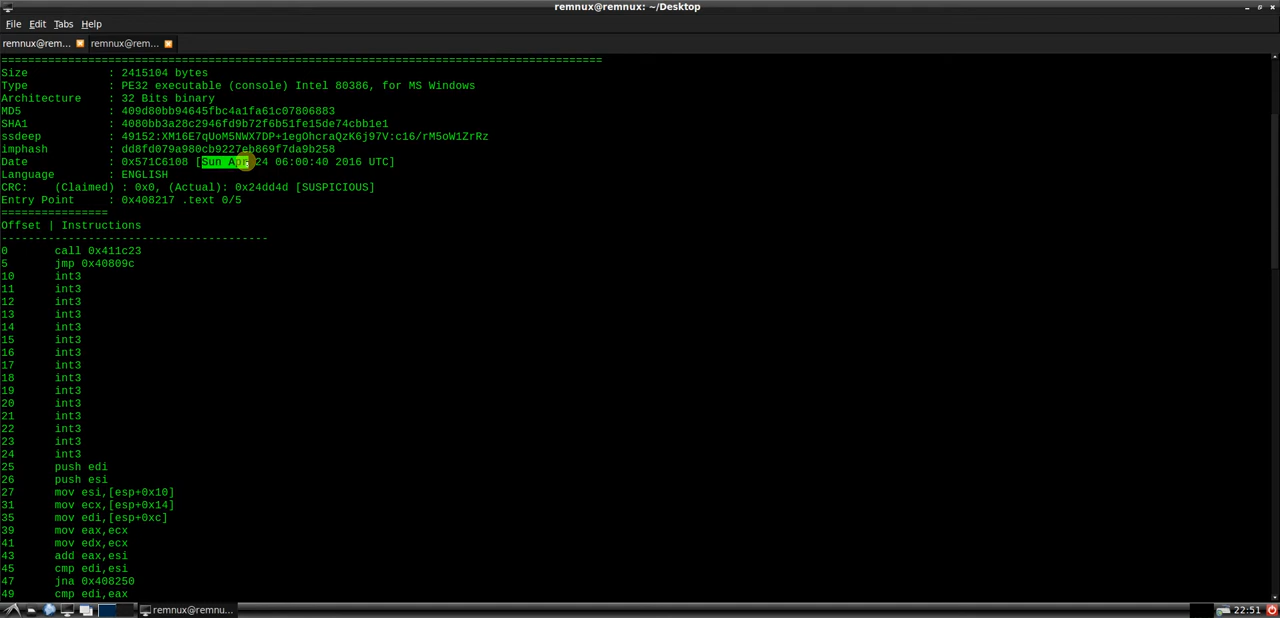 remnux@remnux: ~/Desktop
File Edit Tabs Help
remnux@rem... remnux@rem...
==========================================================================================
Size : 2415104 bytes
Type : PE32 executable (console) Intel 80386, for MS Windows
Architecture : 32 Bits binary
MD5 : 409d80bb94645fbc4a1fa61c07806883
SHA1 : 4080bb3a28c2946fd9b72f6b51fe15de74cbb1e1
ssdeep : 49152:XM16E7qUoM5NWX7DP+1egOhcraQzK6j97V:c16/rM5oW1ZrRz
imphash : dd8fd079a980cb9227eb869f7da9b258
Date : 0x571C6108 [Sun Apr 24 06:00:40 2016 UTC]
Language : ENGLISH
CRC: (Claimed) : 0x0, (Actual): 0x24dd4d [SUSPICIOUS]
Entry Point : 0x408217 .text 0/5
================
Offset | Instructions
----------------------------------------
0 call 0x411c23
5 jmp 0x40809c
10 int3
11 int3
12 int3
13 int3
14 int3
15 int3
16 int3
17 int3
18 int3
19 int3
20 int3
21 int3
22 int3
23 int3
24 int3
25 push edi
26 push esi
27 mov esi,[esp+0x10]
31 mov ecx,[esp+0x14]
35 mov edi,[esp+0xc]
39 mov eax,ecx
41 mov edx,ecx
43 add eax,esi
45 cmp edi,esi
47 jna 0x408250
49 cmp edi,eax
remnux@remnu... 22:51